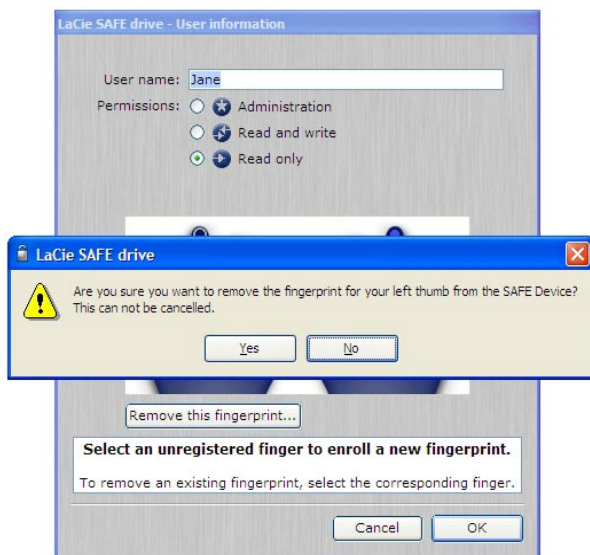 LaCie SAFE drive - User information
User name: Jane
Permissions: Administration
Read and write
Read only
LaCie SAFE drive
Are you sure you want to remove the fingerprint for your left thumb from the SAFE Device?
This can not be cancelled.
Yes No
Remove this fingerprint...
Select an unregistered finger to enroll a new fingerprint.
To remove an existing fingerprint, select the corresponding finger.
Cancel OK